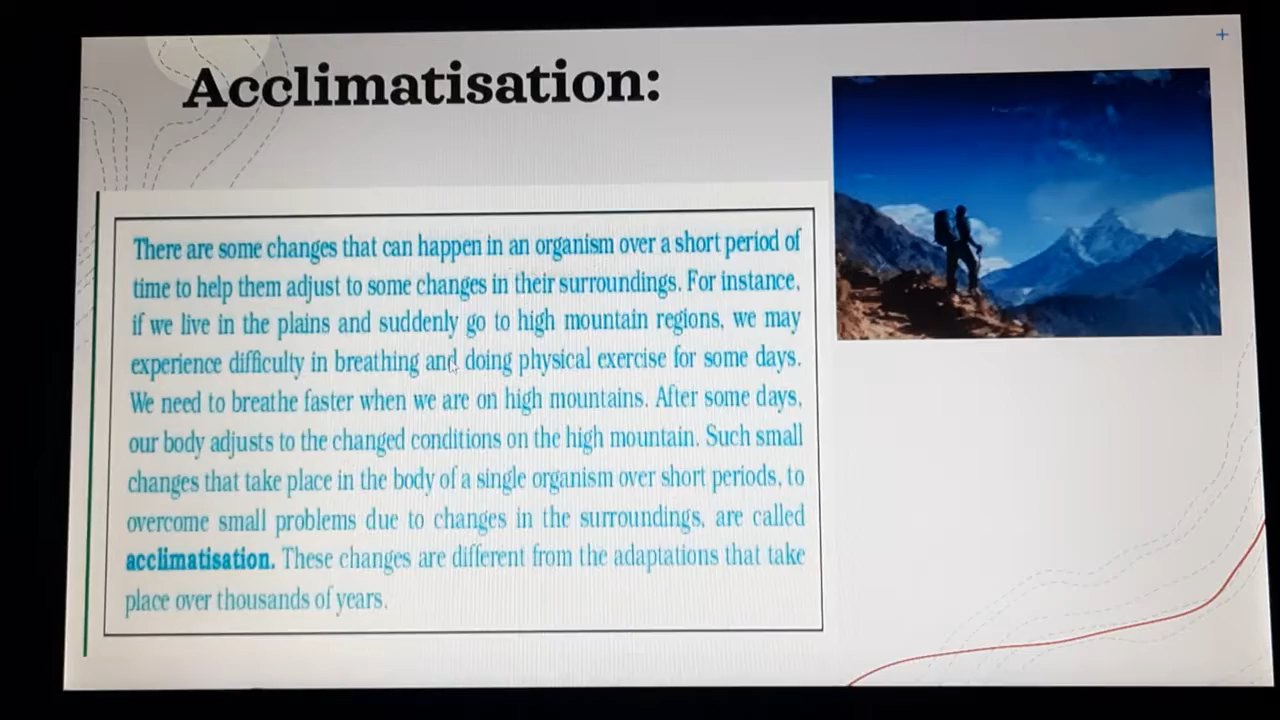 Acclimatisation:
There are some changes that can happen in an organism over a short period of
time to help them adjust to some changes in their surroundings. For instance,
if we live in the plains and suddenly go to high mountain regions, we may
experience difficulty in breathing and doing physical exercise for some days.
We need to breathe faster when we are on high mountains. After some days,
our body adjusts to the changed conditions on the high mountain. Such small
changes that take place in the body of a single organism over short periods, to
overcome small problems due to changes in the surroundings, are called
acclimatisation. These changes are different from the adaptations that take
place over thousands of years.